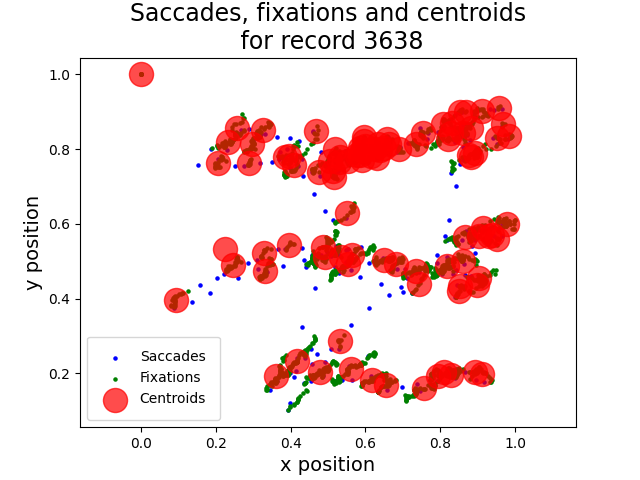 Saccades, fixations and centroids
for record 3638
y position
1.0
0.8
0.6
0.4
0.2
Saccades
Fixations
Centroids
0.0
0.2
0.4
0.6
0.8
1.0
x position